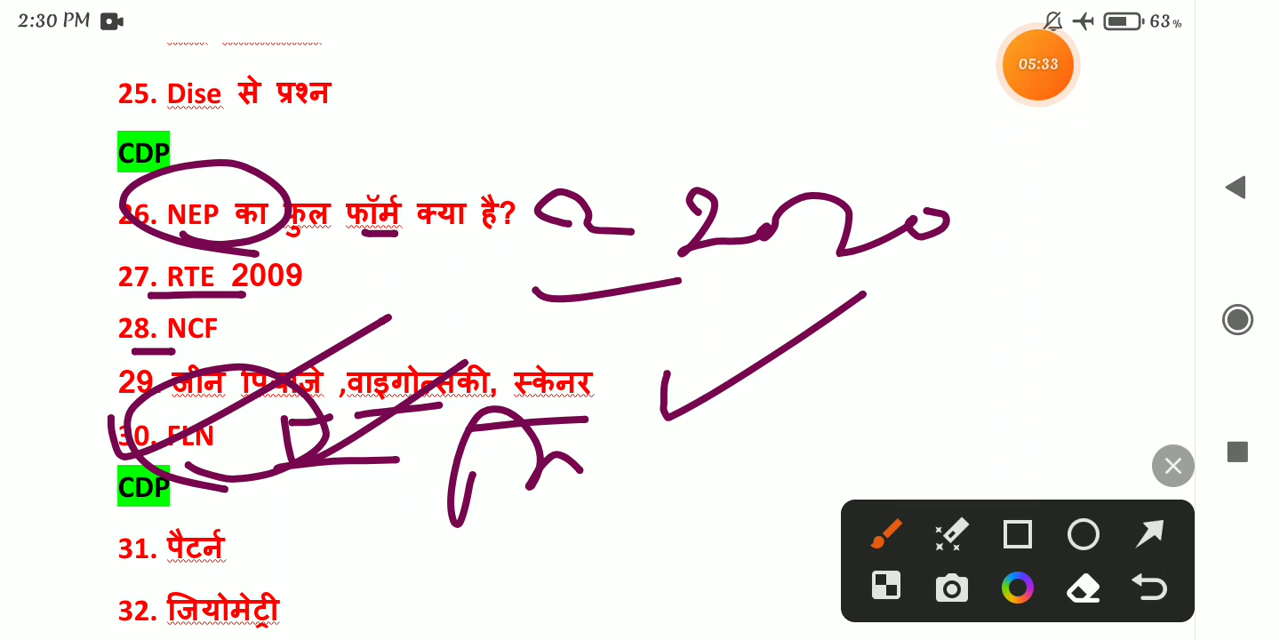 2:30 PM 63%
05:33
25. Dise से प्रश्न
CDP
26. NEP का फुल फॉर्म क्या है? 2020
27. RTE 2009
28. NCF
29. जीन पियाजे ,वाइगोत्सकी, स्केनर
30. FLN
CDP
31. पैटर्न
32. जियोमेट्री